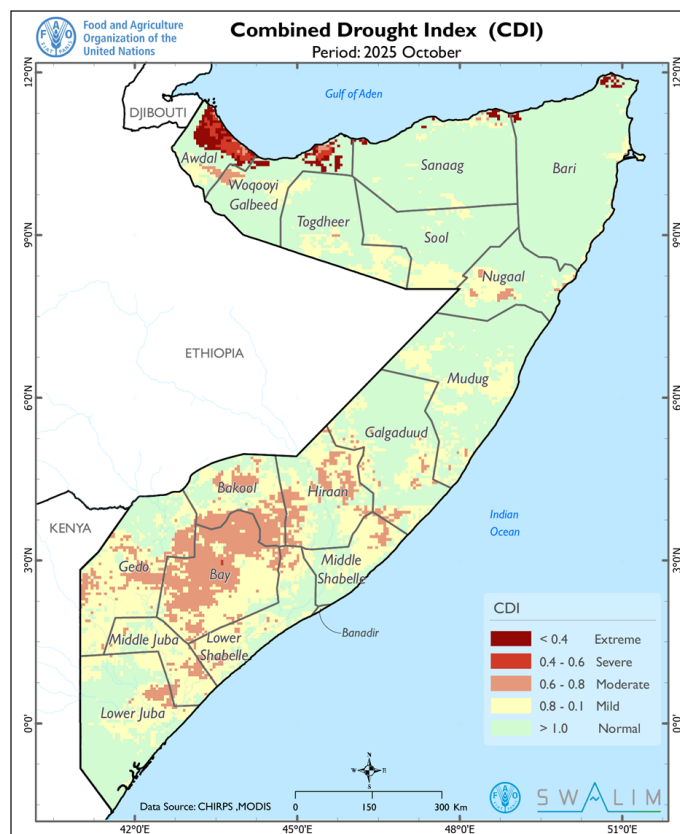 Food and Agriculture
Organization of the
United Nations
Combined Drought Index (CDI)
Period: 2025 October
12°0'N
12°0'N
Gulf of Aden
DJIBOUTI
Awdal
Sanaag
Bari
Woqooyi
Galbeed
Togdheer
Sool
9°0'N
9°0'N
Nugaal
ETHIOPIA
Mudug
6°0'N
6°0'N
Galgaduud
Bakool
Hiraan
KENYA
Indian
Ocean
3°0'N
3°0'N
Gedo
Bay
Middle
Shabelle
Banadir
Middle Juba
Lower
Shabelle
Lower Juba
0°0'
0°0'
CDI
< 0.4 Extreme
0.4 - 0.6 Severe
0.6 - 0.8 Moderate
0.8 - 0.1 Mild
> 1.0 Normal
N
W E
S
Data Source: CHIRPS ,MODIS
0 150 300 Km
FAO
SWALIM
42°0'E
45°0'E
48°0'E
51°0'E